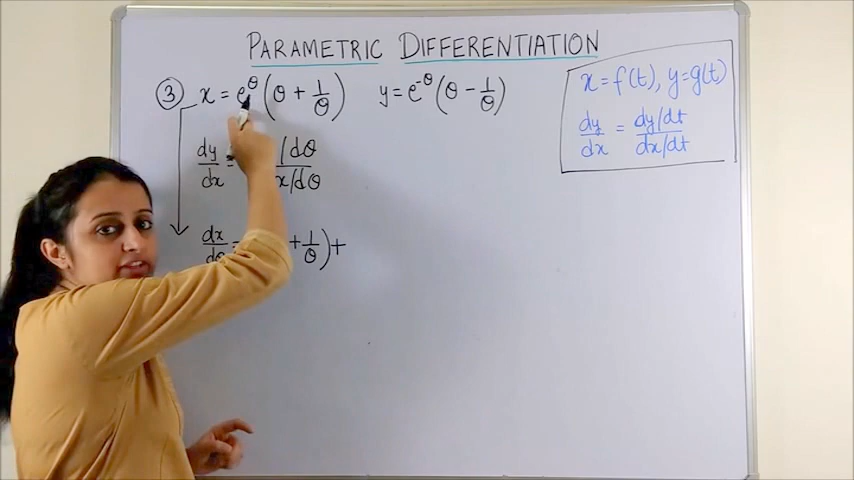 PARAMETRIC DIFFERENTIATION
③ x = e^θ (θ + 1/θ)   y = e^-θ (θ - 1/θ)
x = f(t), y = g(t)
dy/dx = (dy/dt)/(dx/dt)
dy/dx = /dθ / x/dθ
dx/dθ = + 1/θ) +